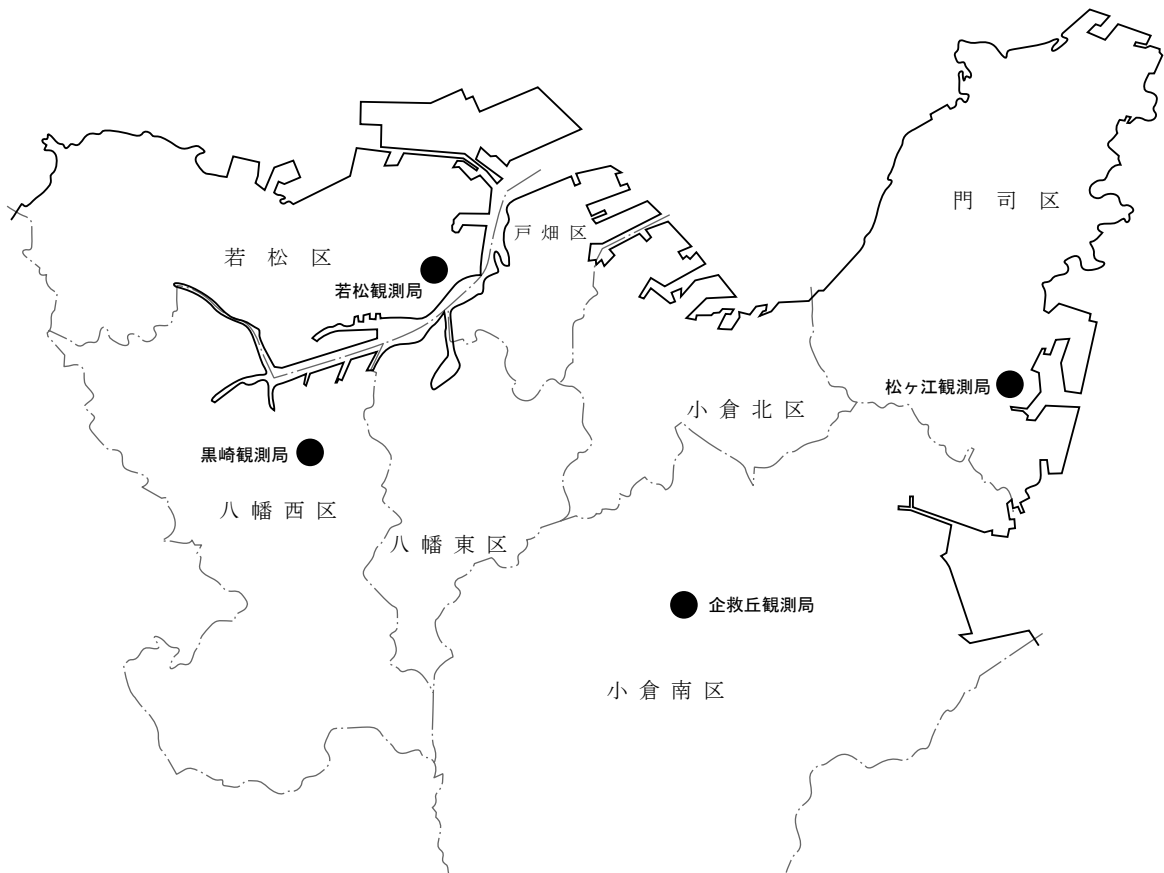 門司区
戸畑区
若松区
若松観測局
松ヶ江観測局
小倉北区
黒崎観測局
八幡西区
八幡東区
企救丘観測局
小倉南区